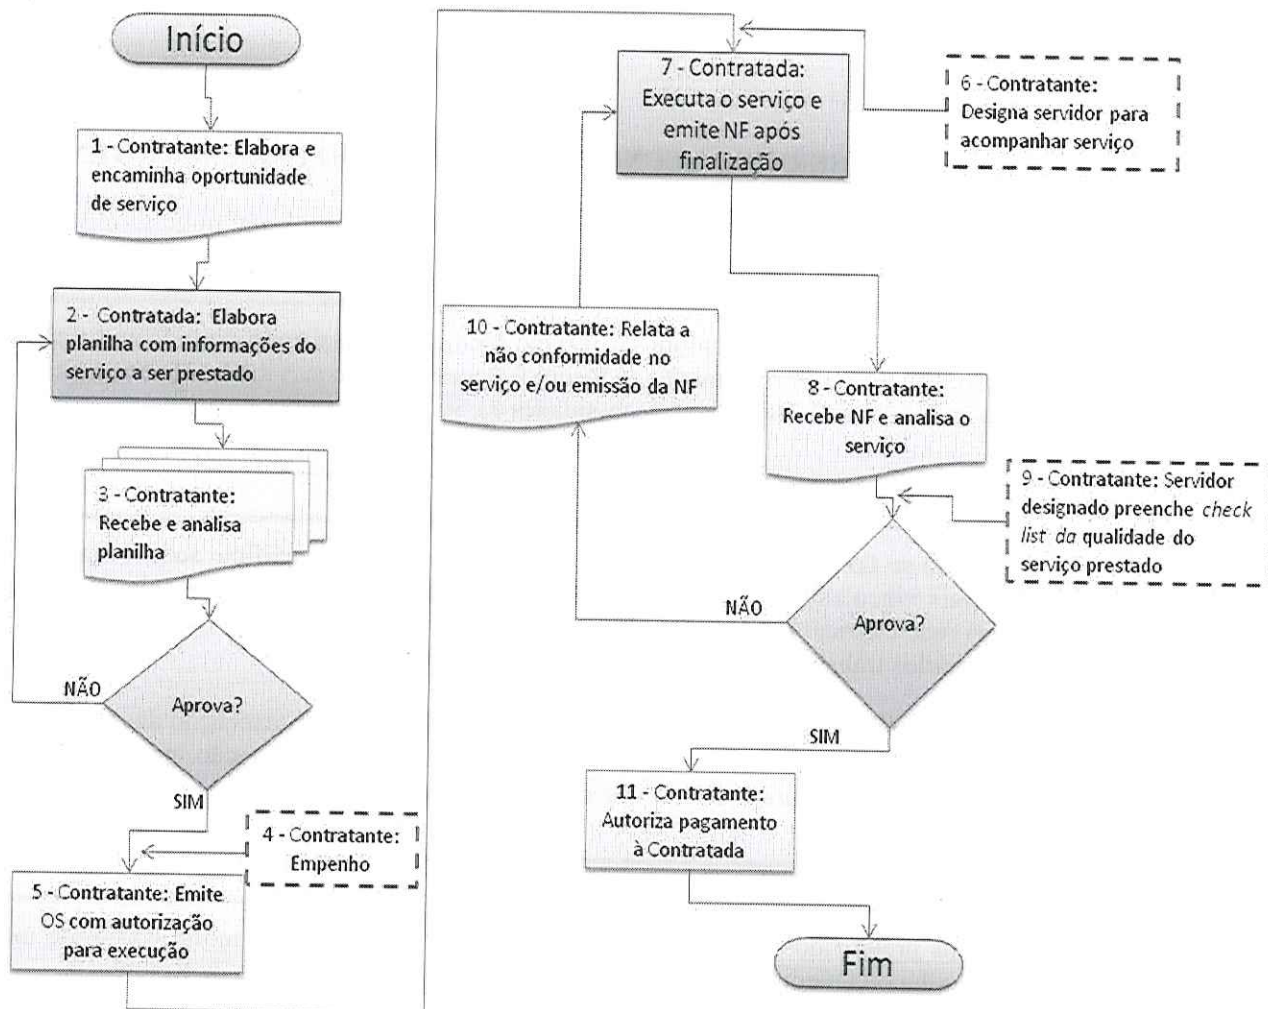 Início
1 - Contratante: Elabora e
encaminha oportunidade
de serviço
2 - Contratada: Elabora
planilha com informações do
serviço a ser prestado
3 - Contratante:
Recebe e analisa
planilha
Aprova?
NÃO
SIM
4 - Contratante:
Empenho
5 - Contratante: Emite
OS com autorização
para execução
6 - Contratante:
Designa servidor para
acompanhar serviço
7 - Contratada:
Executa o serviço e
emite NF após
finalização
8 - Contratante:
Recebe NF e analisa o
serviço
9 - Contratante: Servidor
designado preenche check
list da qualidade do
serviço prestado
Aprova?
NÃO
10 - Contratante: Relata a
não conformidade no
serviço e/ou emissão da NF
SIM
11 - Contratante:
Autoriza pagamento
à Contratada
Fim